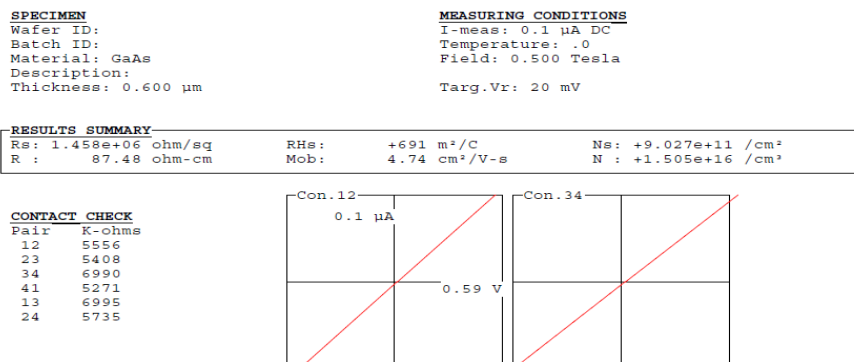 SPECIMEN
Wafer ID:
Batch ID:
Material: GaAs
Description:
Thickness: 0.600 µm
MEASURING CONDITIONS
I-meas: 0.1 µA DC
Temperature: .0
Field: 0.500 Tesla
Targ.Vr: 20 mV
RESULTS SUMMARY
Rs: 1.458e+06 ohm/sq RHs: +691 m²/C Ns: +9.027e+11 /cm²
R : 87.48 ohm-cm Mob: 4.74 cm²/V-s N : +1.505e+16 /cm³
CONTACT CHECK
Pair K-ohms
12 5556
23 5408
34 6990
41 5271
13 6995
24 5735
Con.12
0.1 µA
0.59 V
Con.34